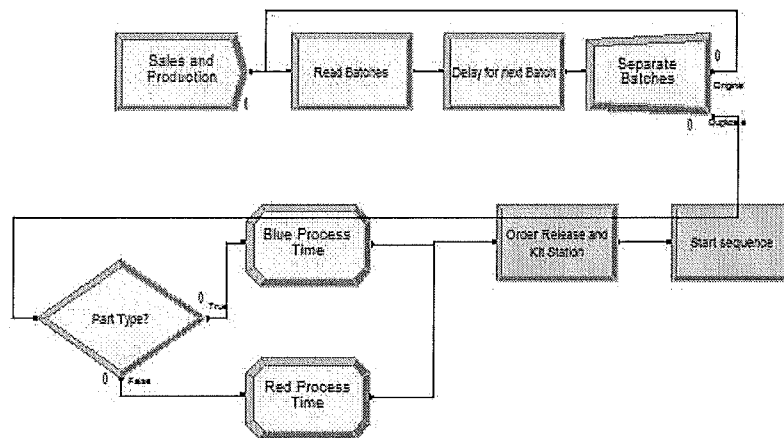 Sales and
Production
Read Batches
Delay for next Batch
Separate
Batches
0
Original
0
Duplicate
0
Blue Process
Time
Order Release and
Kit Station
Start sequence
Part Type?
0
True
0
False
Red Process
Time